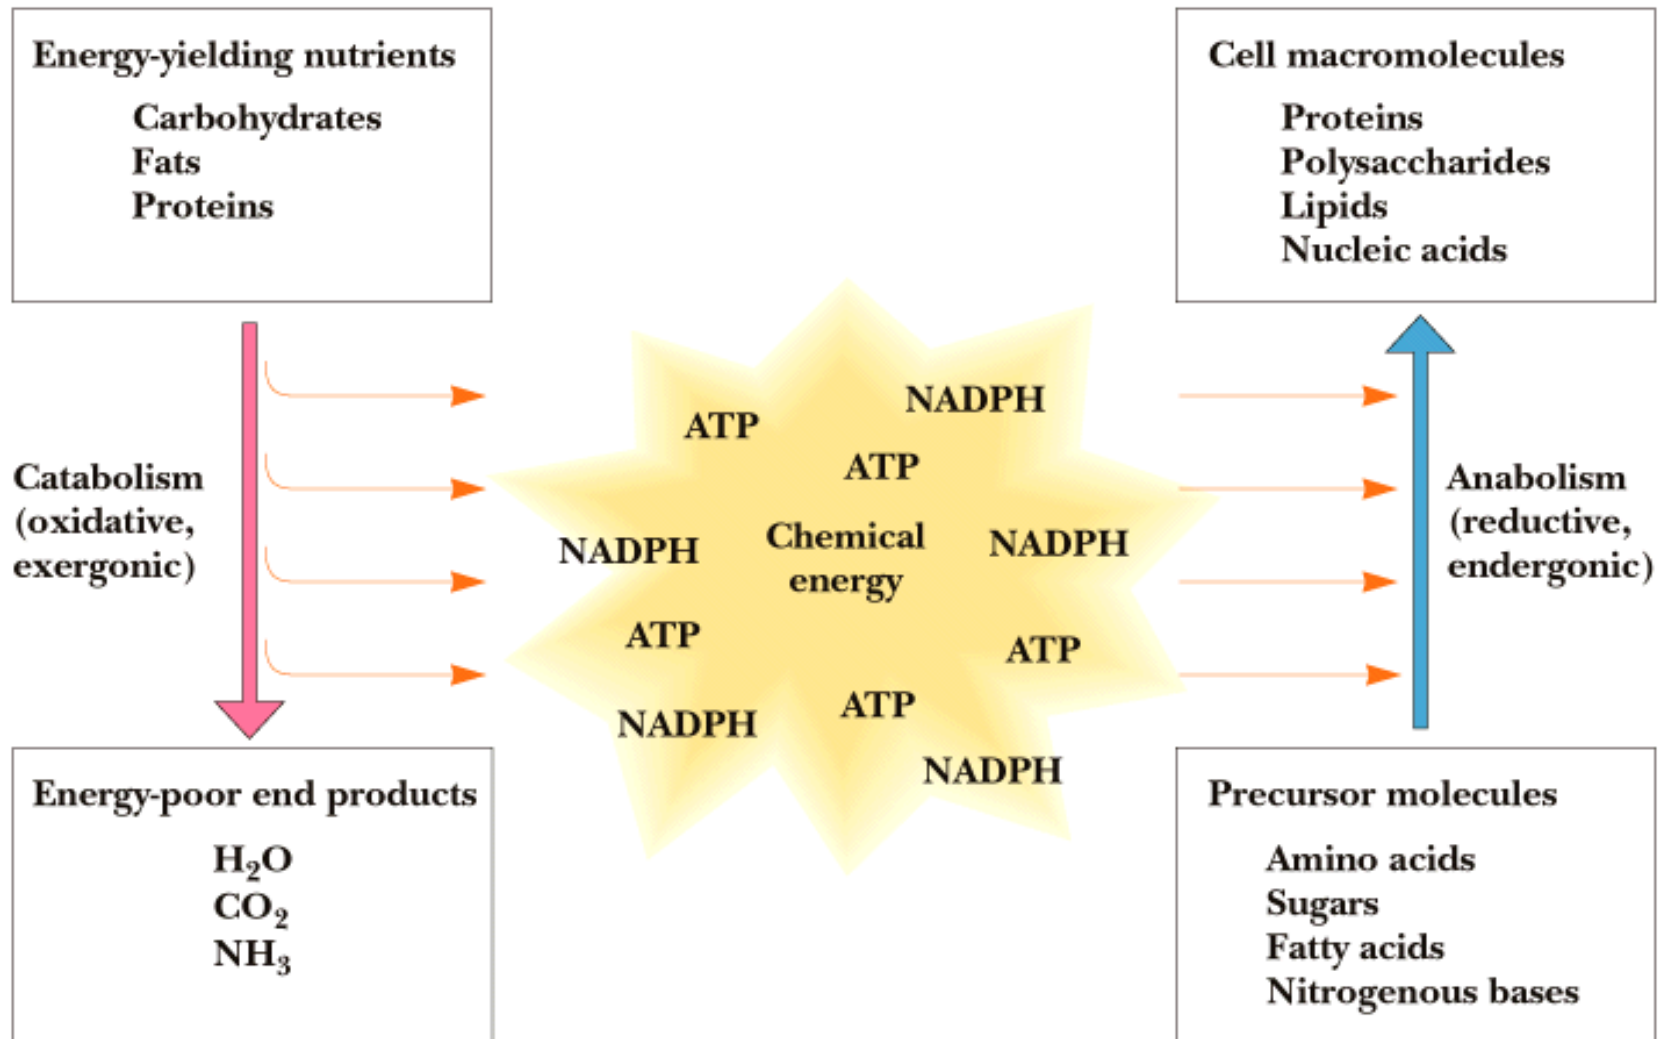 Energy-yielding nutrients
Carbohydrates
Fats
Proteins
Cell macromolecules
Proteins
Polysaccharides
Lipids
Nucleic acids
Catabolism
(oxidative,
exergonic)
ATP
NADPH
ATP
Chemical
energy
NADPH
NADPH
ATP
ATP
ATP
NADPH
NADPH
Anabolism
(reductive,
endergonic)
Energy-poor end products
H₂O
CO₂
NH₃
Precursor molecules
Amino acids
Sugars
Fatty acids
Nitrogenous bases